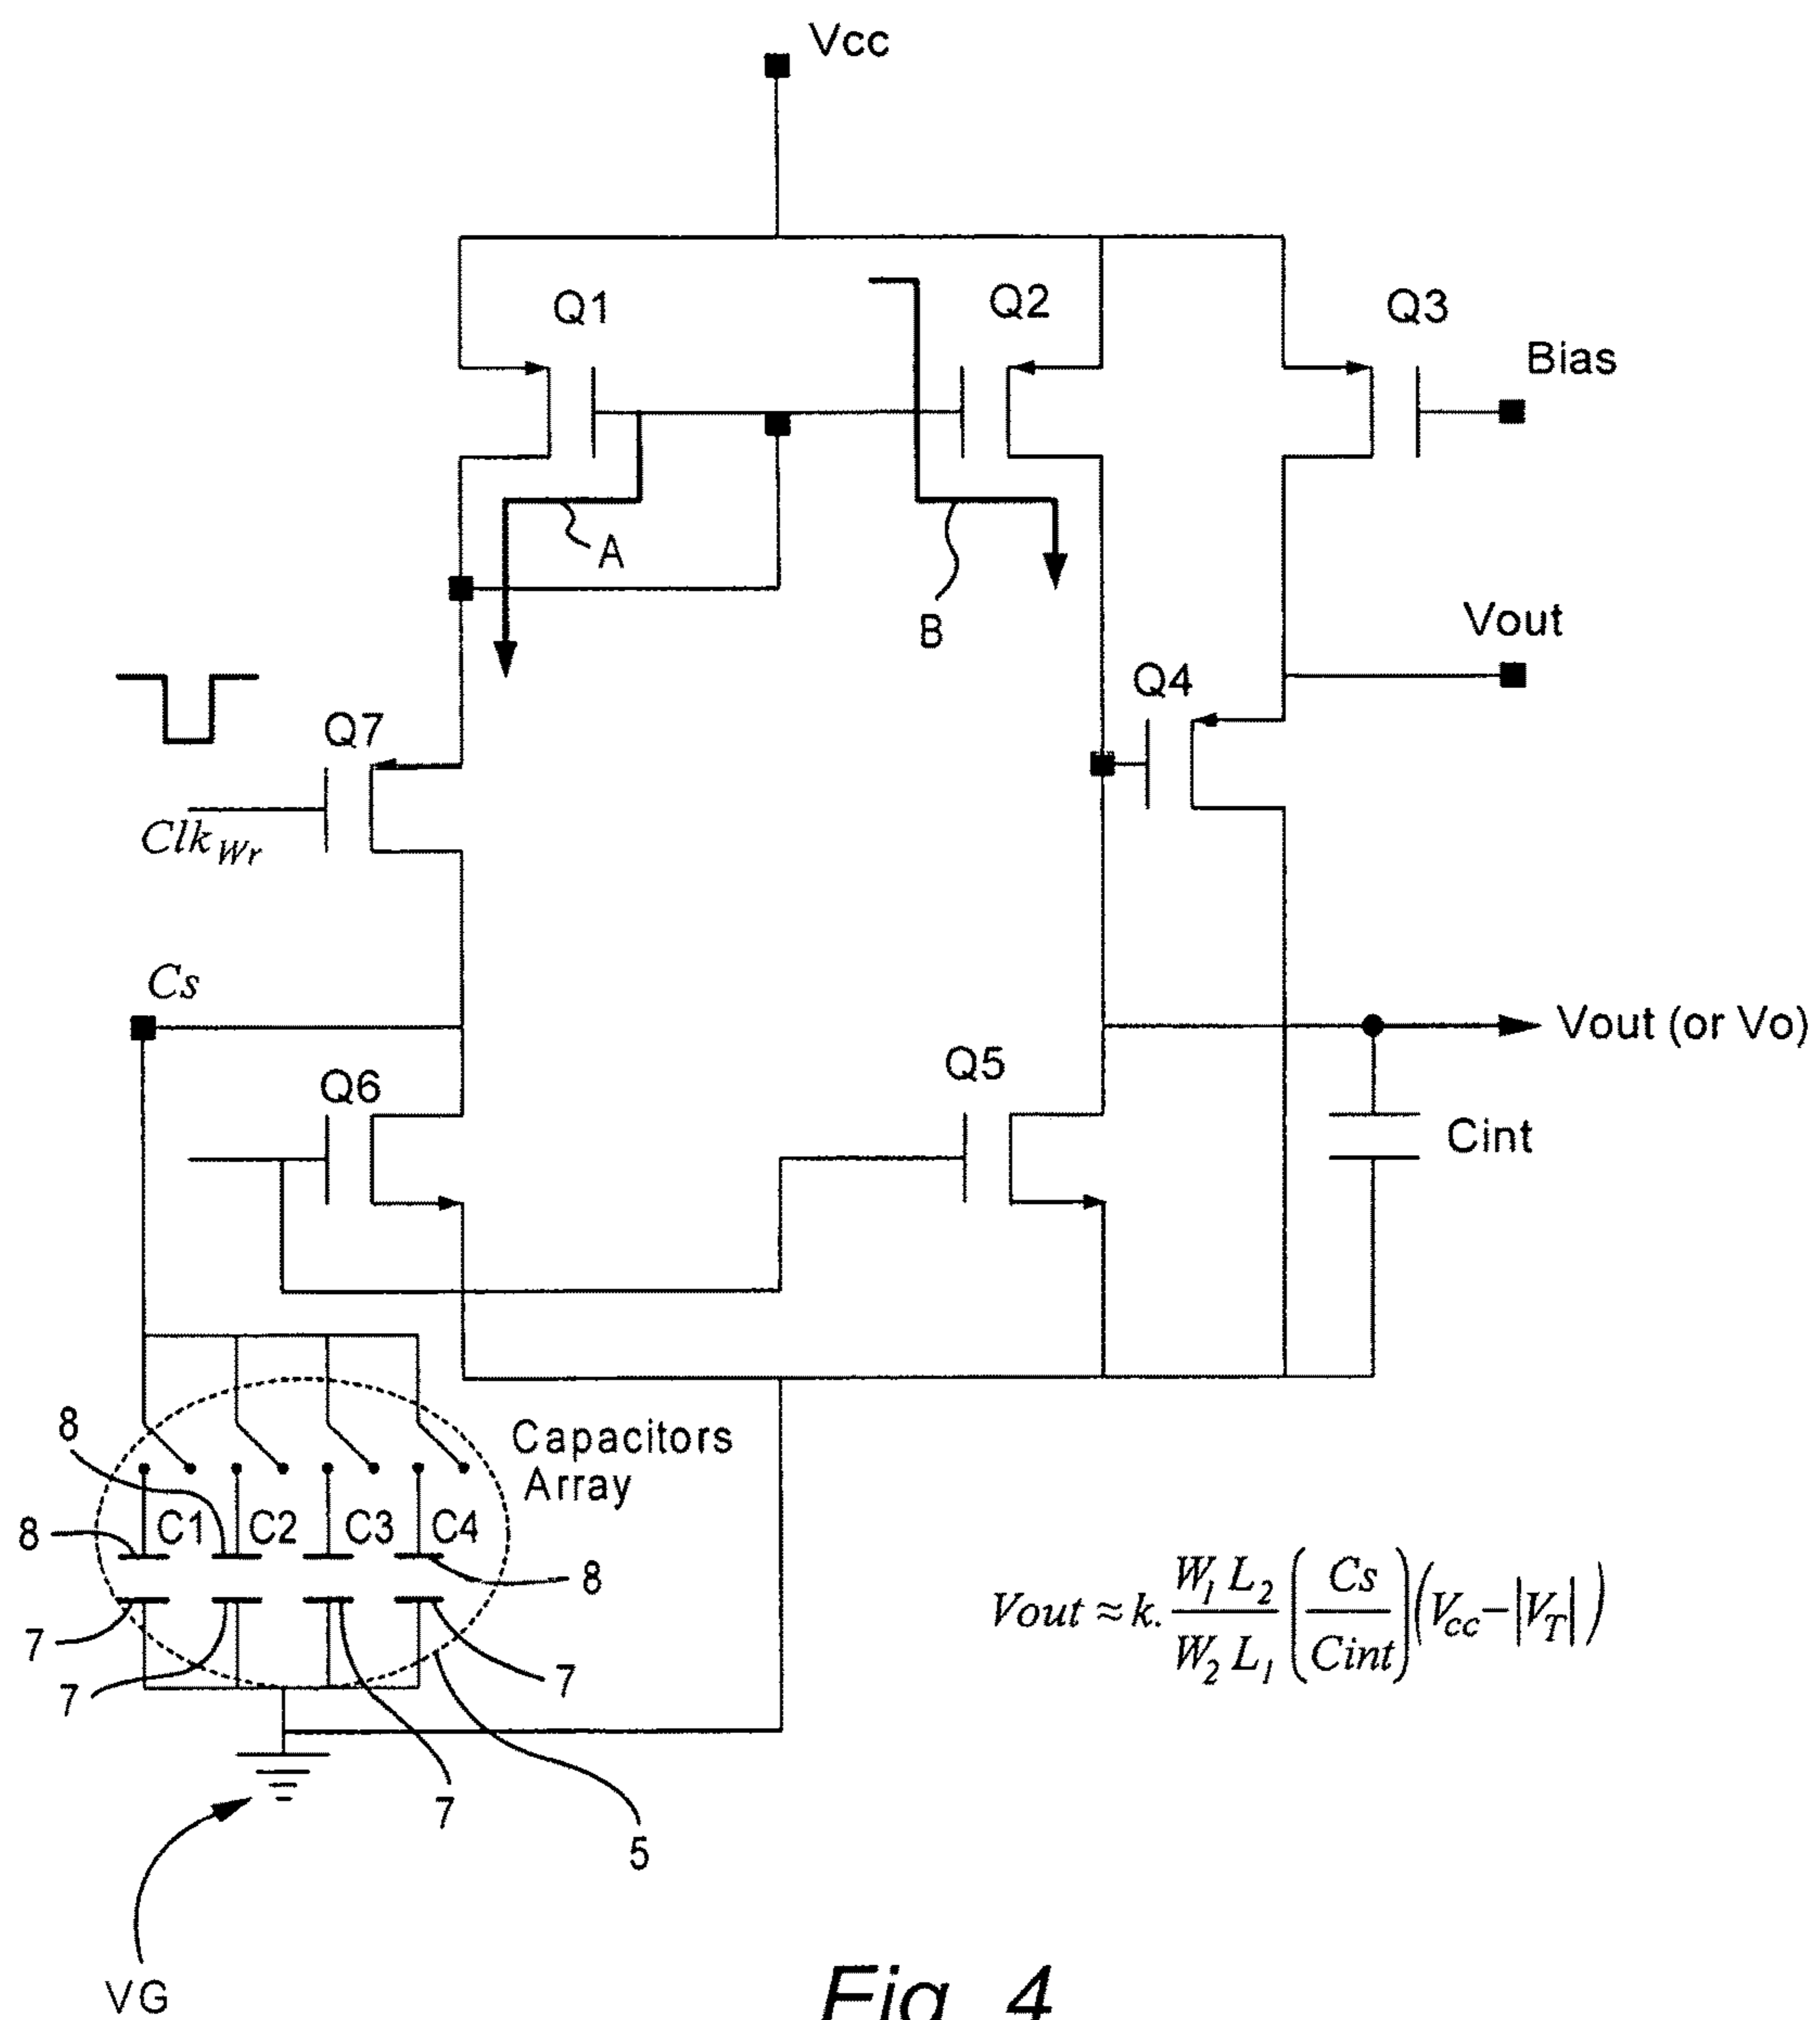 Vcc
Q1
Q2
Q3
Bias
A
B
Vout
Q4
Q7
Clk Wr
Cs
Vout (or Vo)
Q6
Q5
Cint
Capacitors
Array
8
8
C1
C2
C3
C4
8
7
7
7
7
5
Vout ≈ k. W1 L2 / W2 L1 (Cs / Cint) (Vcc – |VT|)
VG
Fig. 4